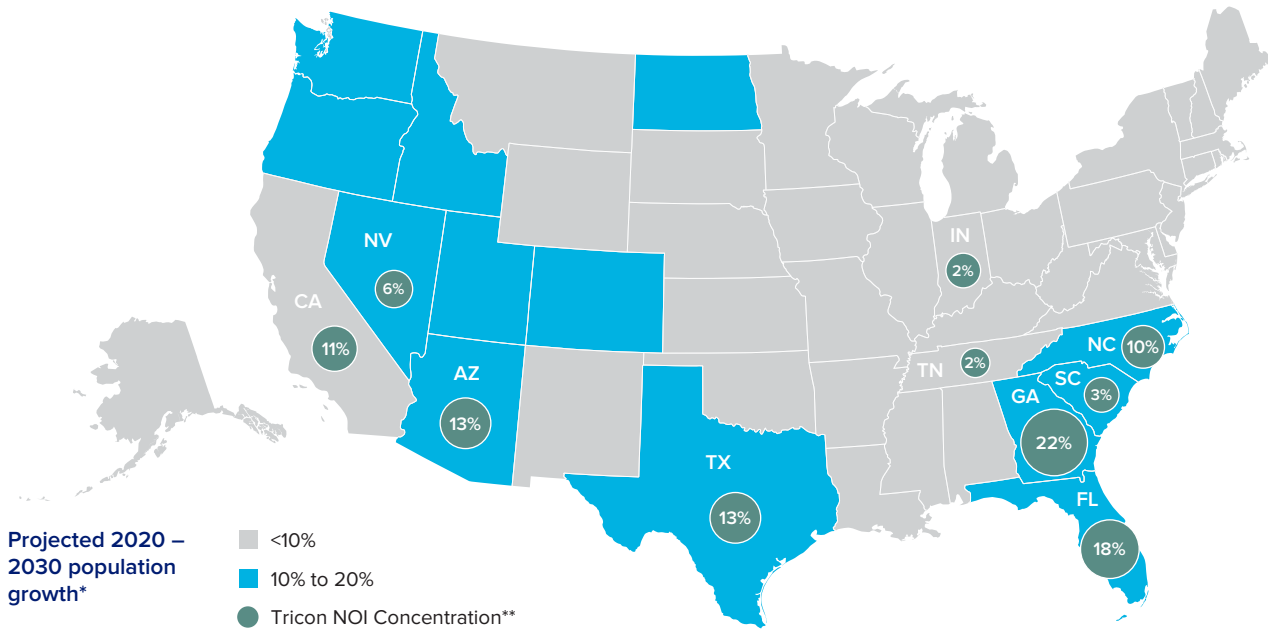 NV
6%
CA
11%
AZ
13%
TX
13%
IN
2%
TN
2%
NC
10%
SC
3%
GA
22%
FL
18%
Projected 2020 –
2030 population
growth*
<10%
10% to 20%
Tricon NOI Concentration**